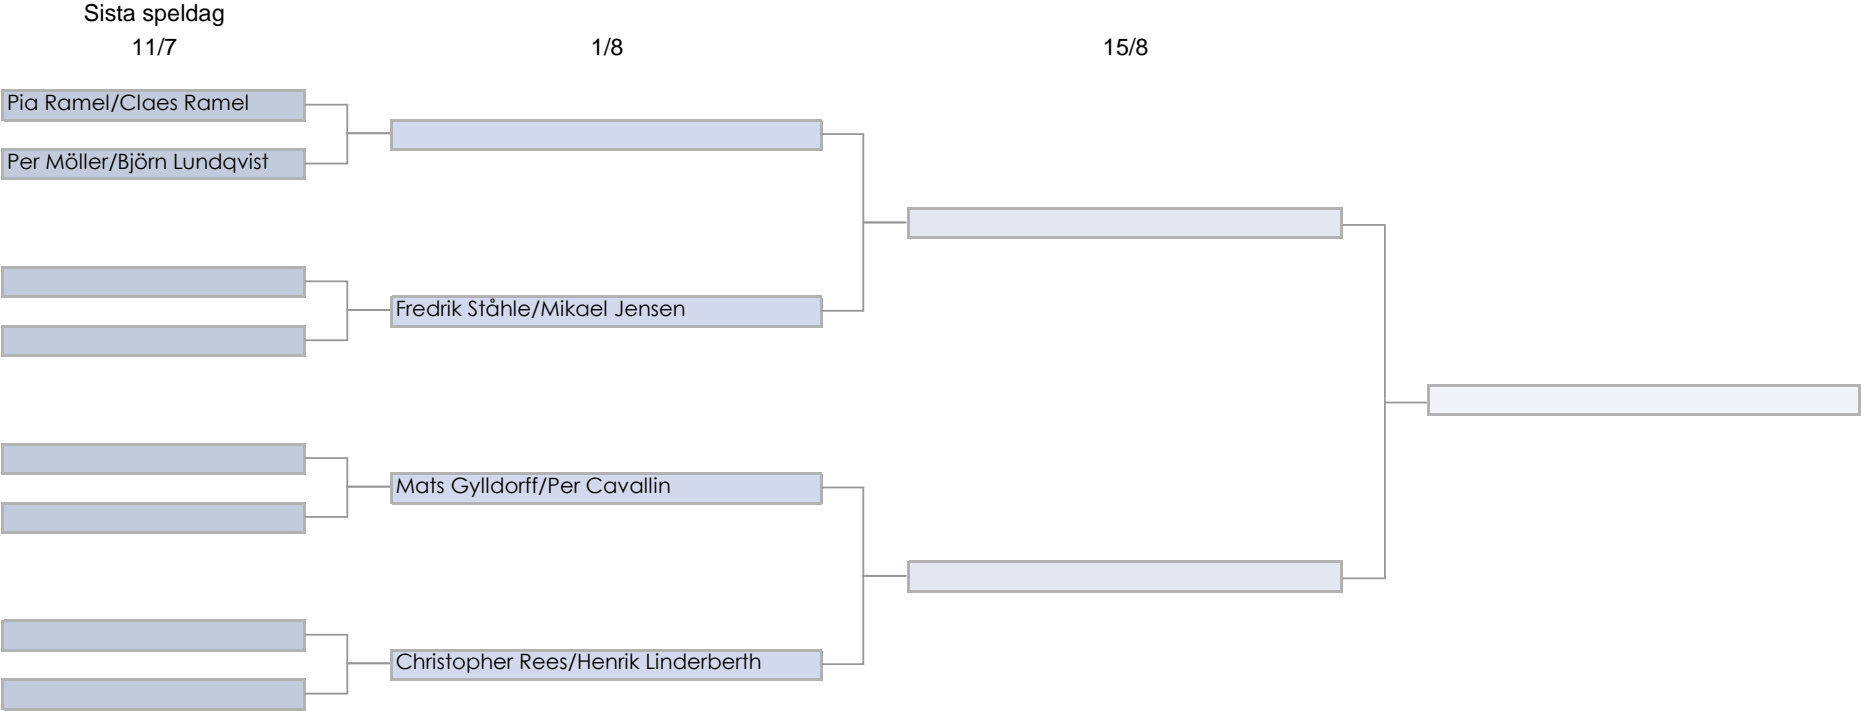 Sista speldag
11/7
1/8
15/8
Pia Ramel/Claes Ramel
Per Möller/Björn Lundqvist
Fredrik Ståhle/Mikael Jensen
Mats Gylldorff/Per Cavallin
Christopher Rees/Henrik Linderberth